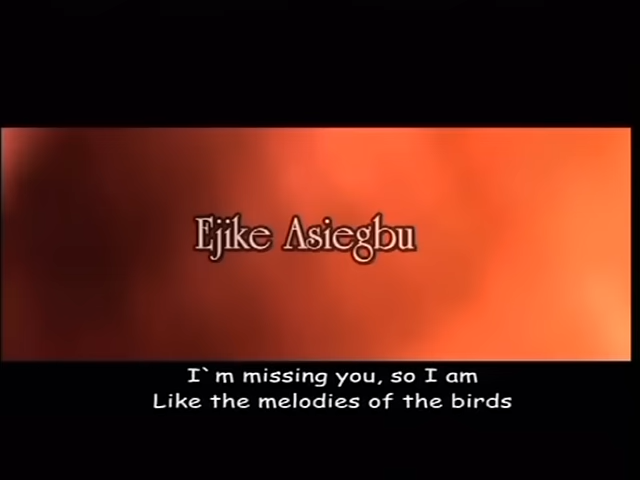 Ejike Asiegbu
I`m missing you, so I am
Like the melodies of the birds